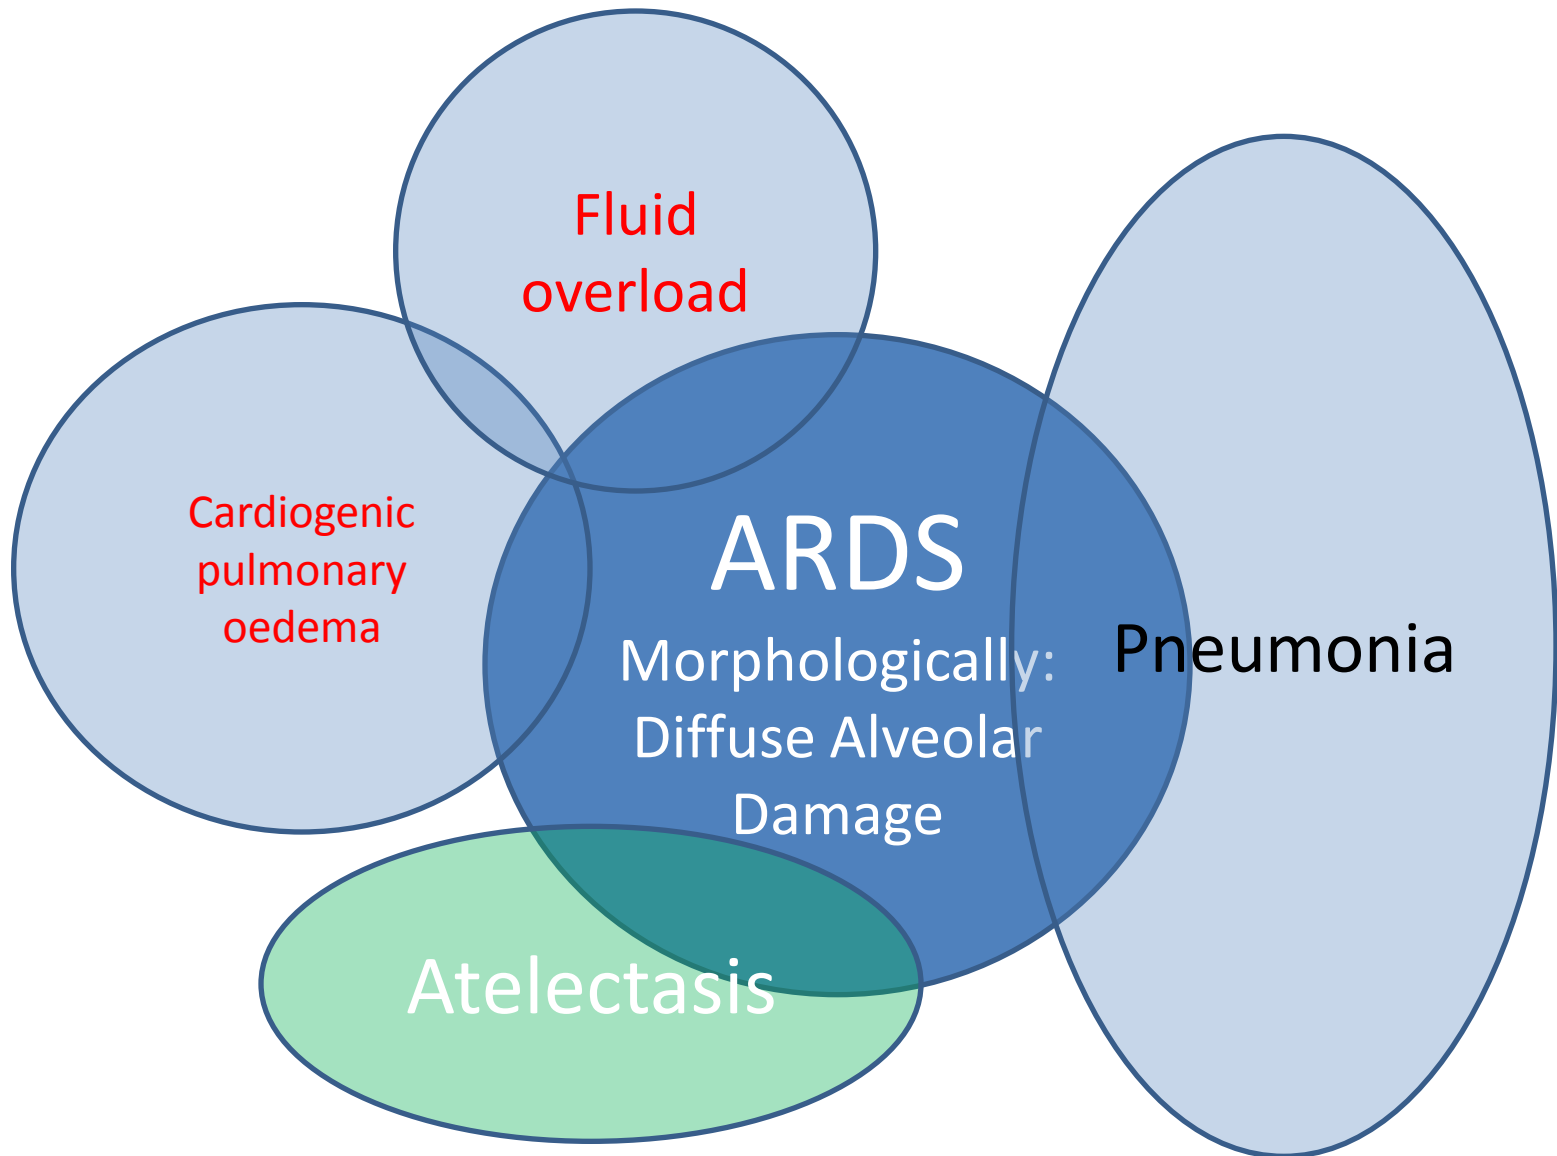 Fluid
overload
Cardiogenic
pulmonary
oedema
ARDS
Morphologically:
Diffuse Alveolar
Damage
Pneumonia
Atelectasis